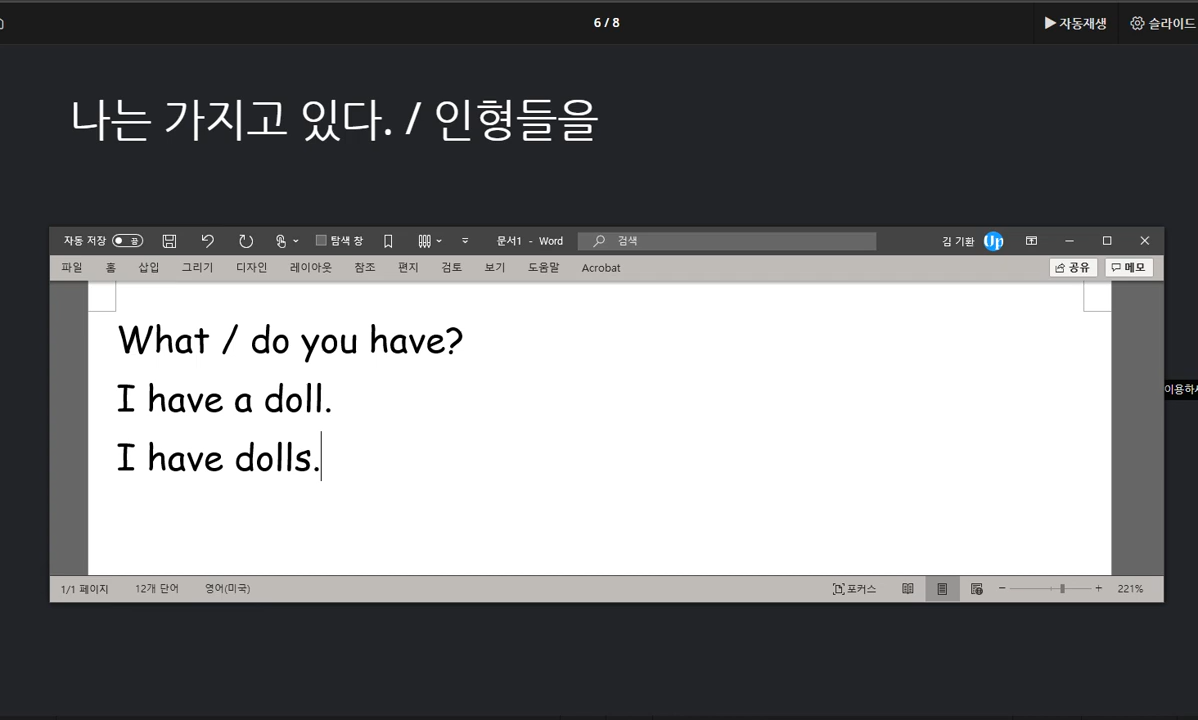 6 / 8
▶ 자동재생
슬라이드
나는 가지고 있다. / 인형들을
자동 저장 끔
탐색 창
문서1 - Word
검색
김 기환
Up
파일 홈 삽입 그리기 디자인 레이아웃 참조 편지 검토 보기 도움말 Acrobat
공유
메모
What / do you have?
I have a doll.
I have dolls.
이용하시
1/1 페이지 12개 단어 영어(미국)
포커스
221%